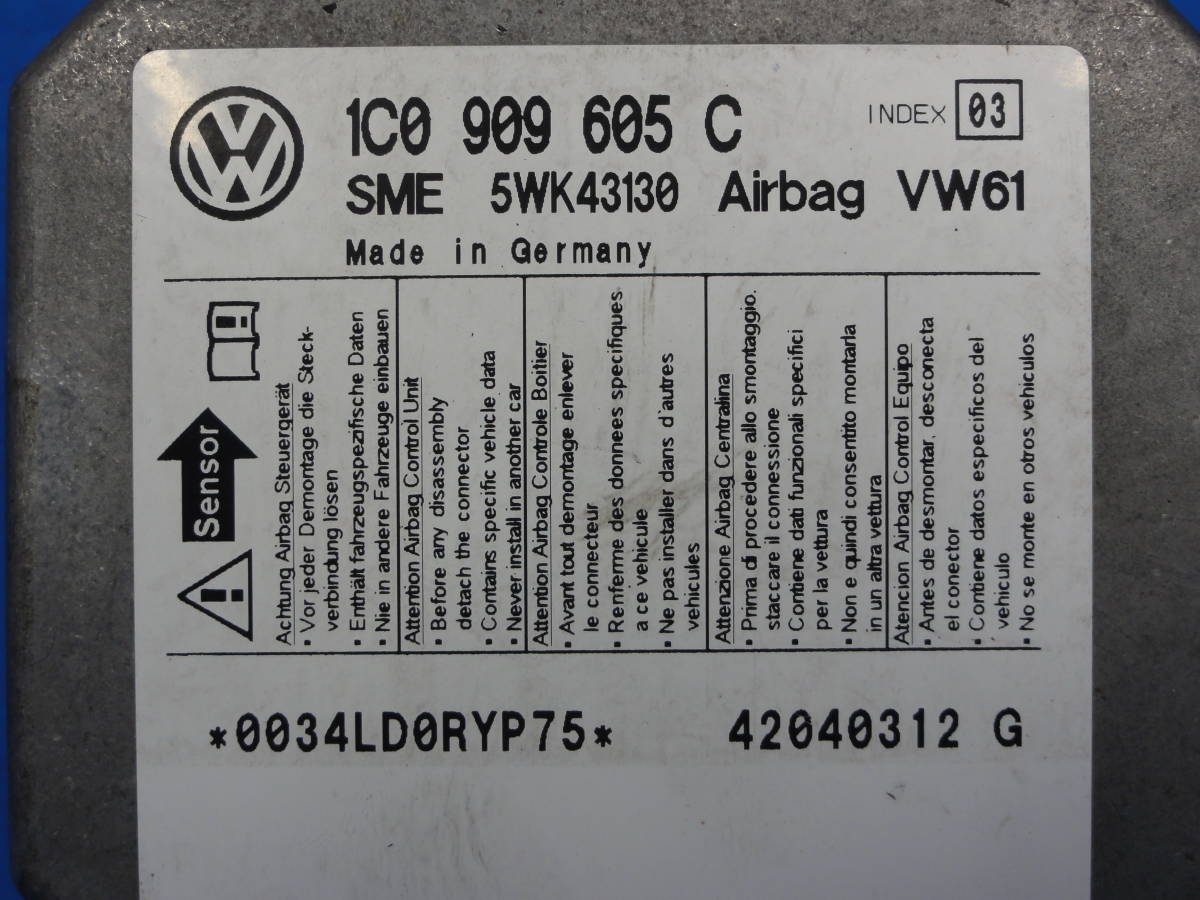 1C0 909 605 C INDEX 03
SME 5WK43130 Airbag VW61
Made in Germany
Sensor
Achtung Airbag Steuergerät
▪ Vor jeder Demontage die Steck-
verbindung lösen
▪ Enthält fahrzeugspezifische Daten
▪ Nie in andere Fahrzeuge einbauen
Attention Airbag Control Unit
▪ Before any disassembly
detach the connector
▪ Contains specific vehicle data
▪ Never install in another car
Attention Airbag Controle Boitier
▪ Avant tout demontage enlever
le connecteur
▪ Renferme des donnees specifiques
a ce vehicule
▪ Ne pas installer dans d'autres
vehicules
Attenzione Airbag Centralina
▪ Prima di procedere allo smontaggio.
staccare il connessione
▪ Contiene dati funzionali specifici
per la vettura
▪ Non e quindi consentito montarla
in un altra vettura
Atencion Airbag Control Equipo
▪ Antes de desmontar, desconecta
el conector
▪ Contiene datos especificos del
vehiculo
▪ No se monte en otros vehiculos
*0034LD0RYP75* 42040312 G